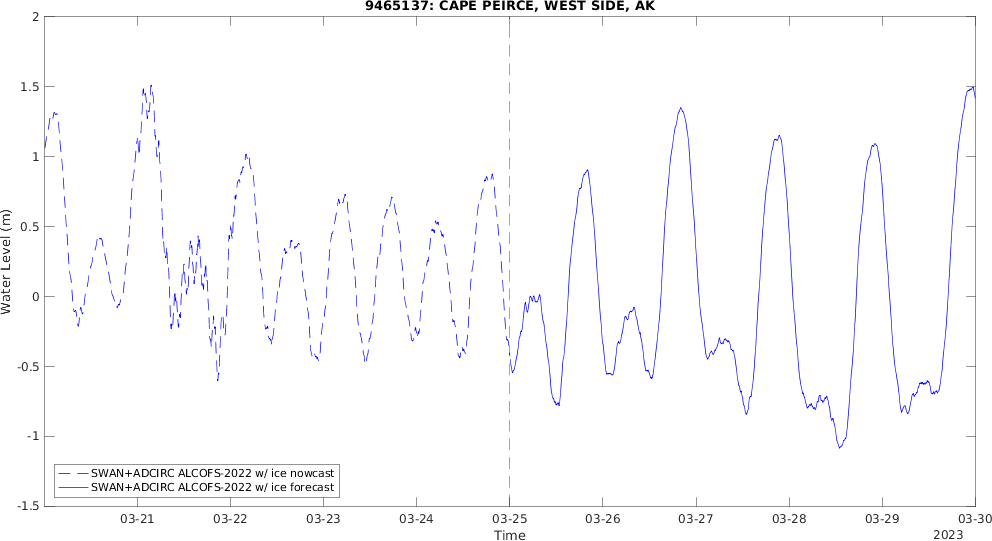 9465137: CAPE PEIRCE, WEST SIDE, AK
2
1.5
1
0.5
0
-0.5
-1
-1.5
Water Level (m)
SWAN+ADCIRC ALCOFS-2022 w/ ice nowcast
SWAN+ADCIRC ALCOFS-2022 w/ ice forecast
03-21 03-22 03-23 03-24 03-25 03-26 03-27 03-28 03-29 03-30
Time
2023